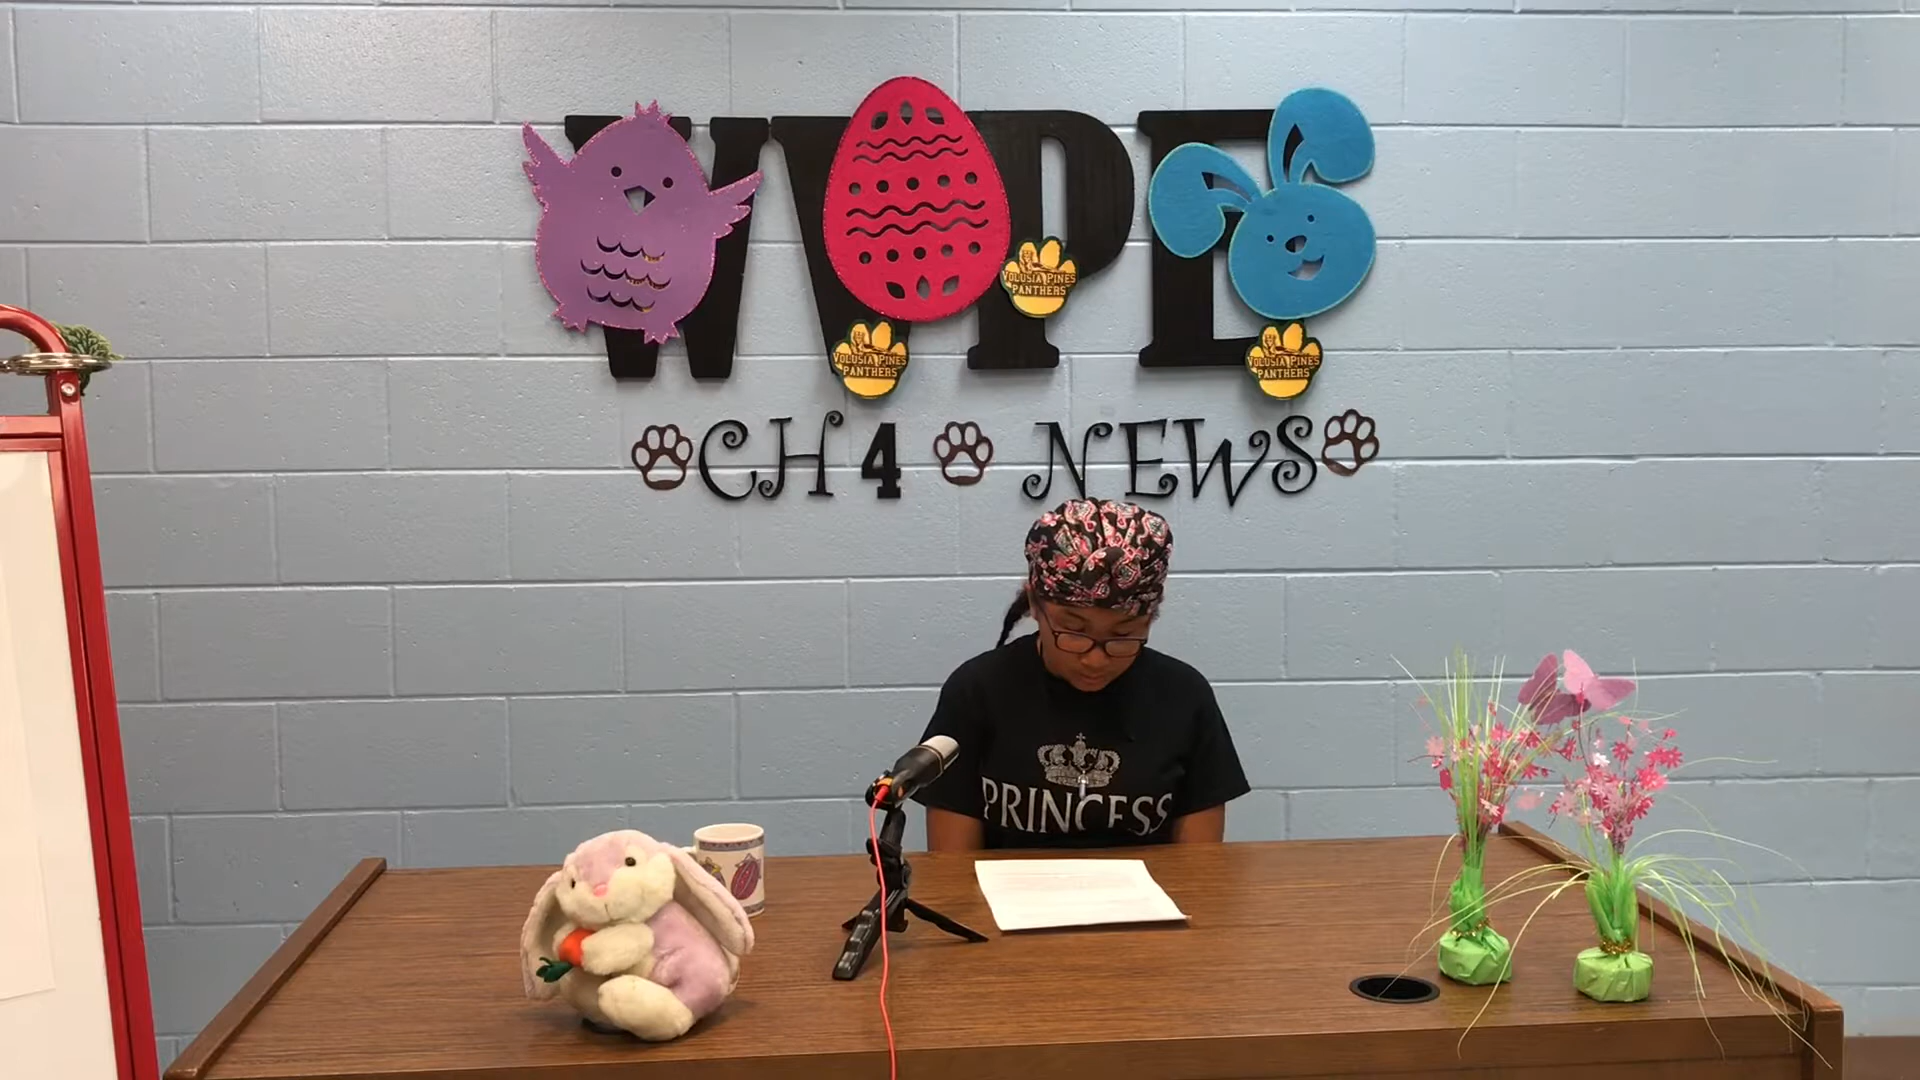 WVPE
VOLUSIA PINES
PANTHERS
VOLUSIA PINES
PANTHERS
VOLUSIA PINES
PANTHERS
CH 4 NEWS
PRINCESS